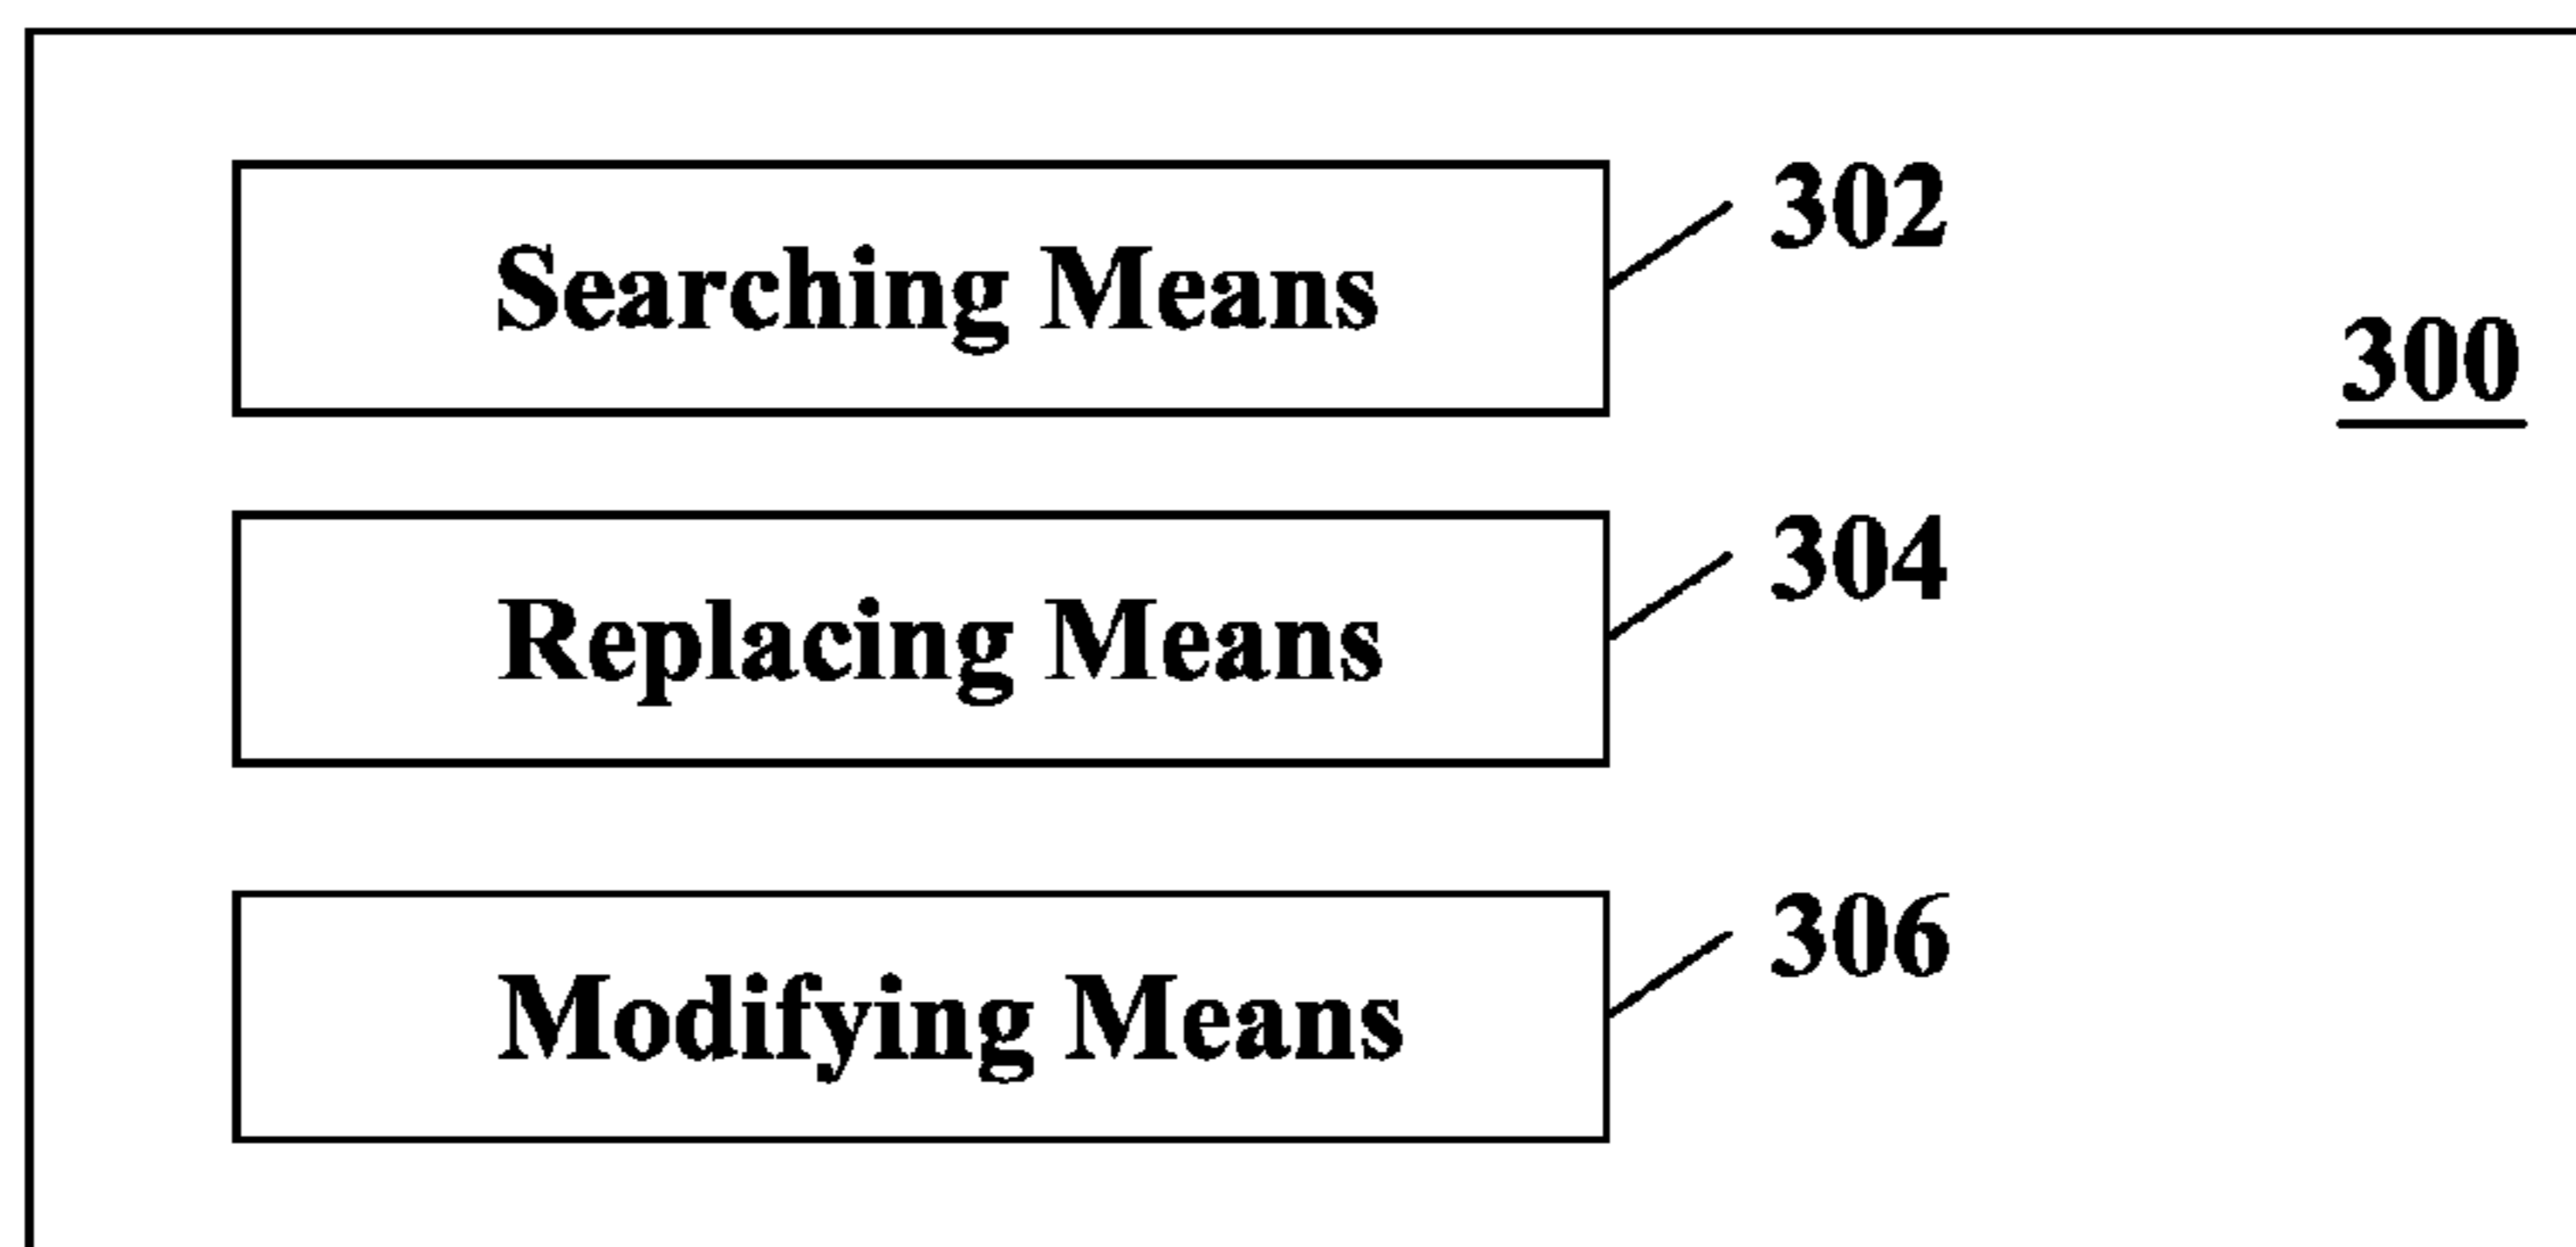 302
Searching Means
300
304
Replacing Means
306
Modifying Means